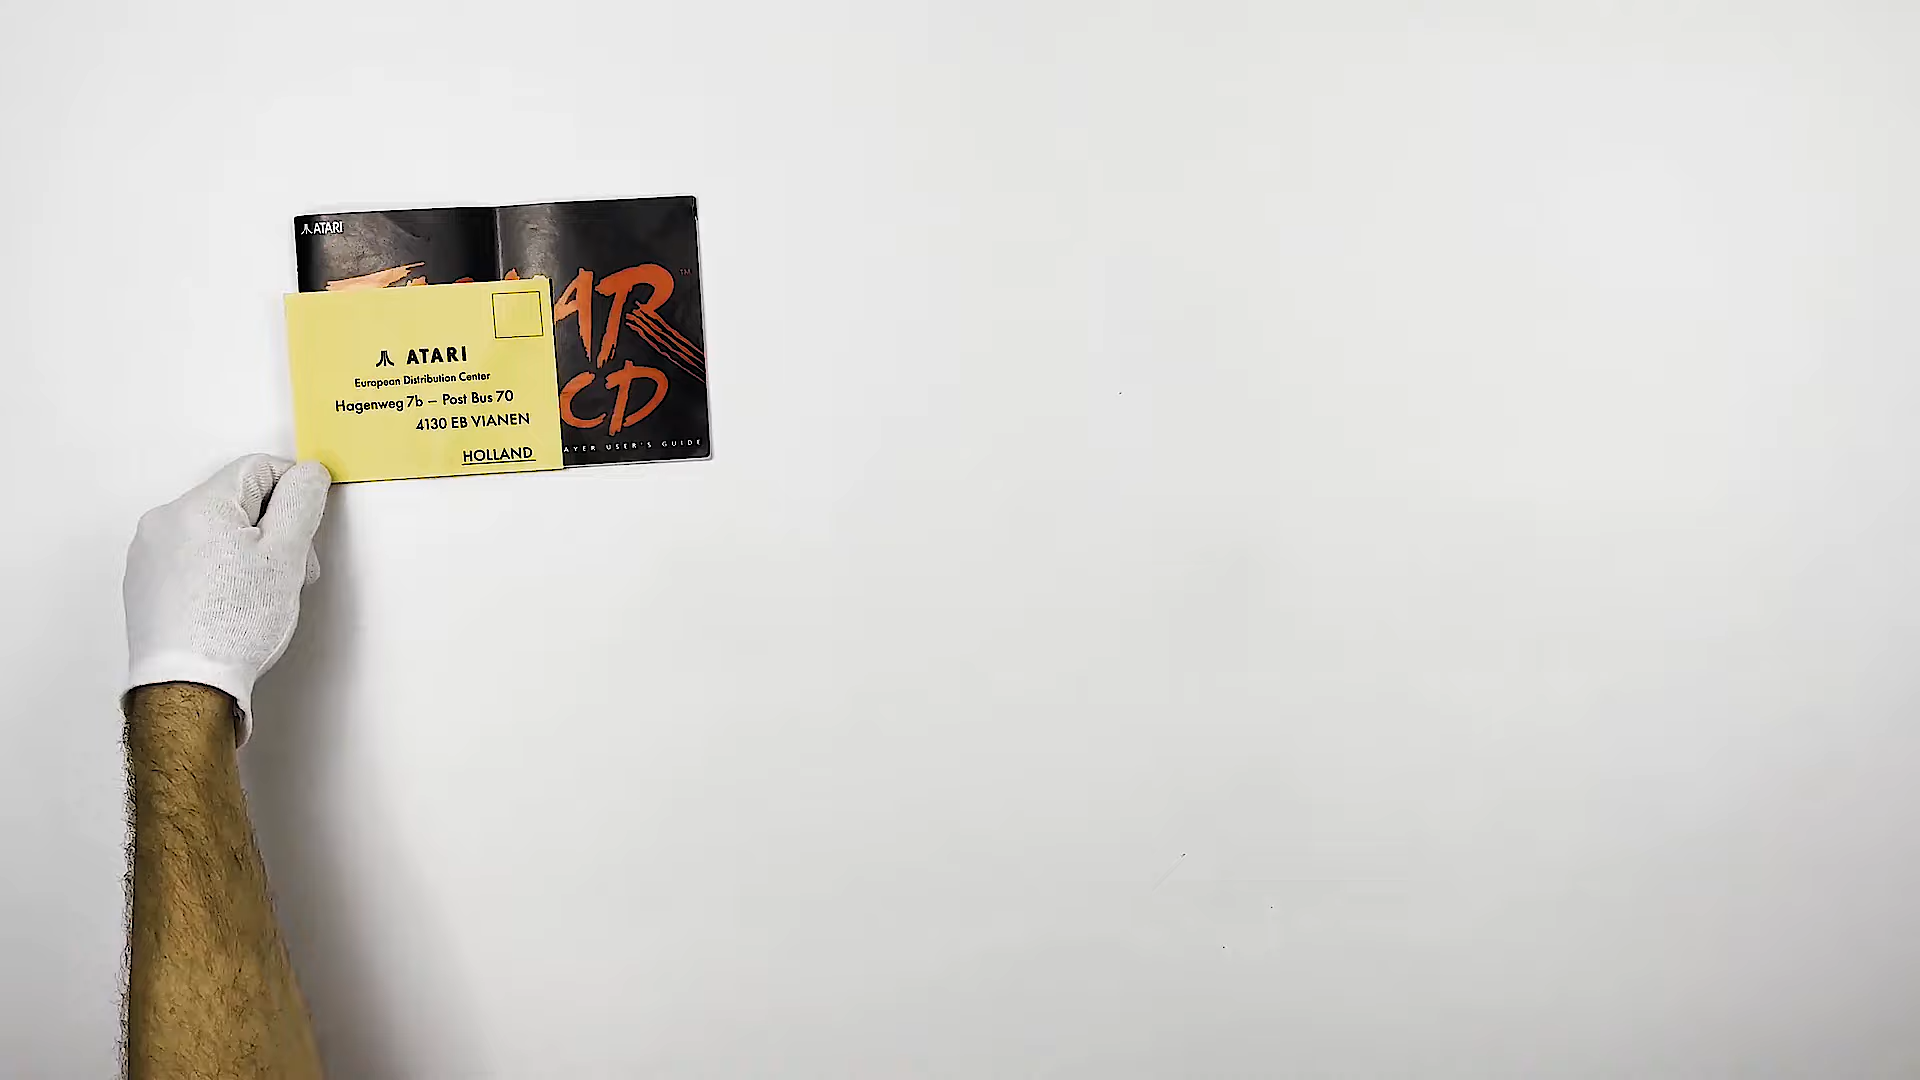 ATARI
AR
™
CD
AYER USER'S GUIDE
ATARI
European Distribution Center
Hagenweg 7b – Post Bus 70
4130 EB VIANEN
HOLLAND